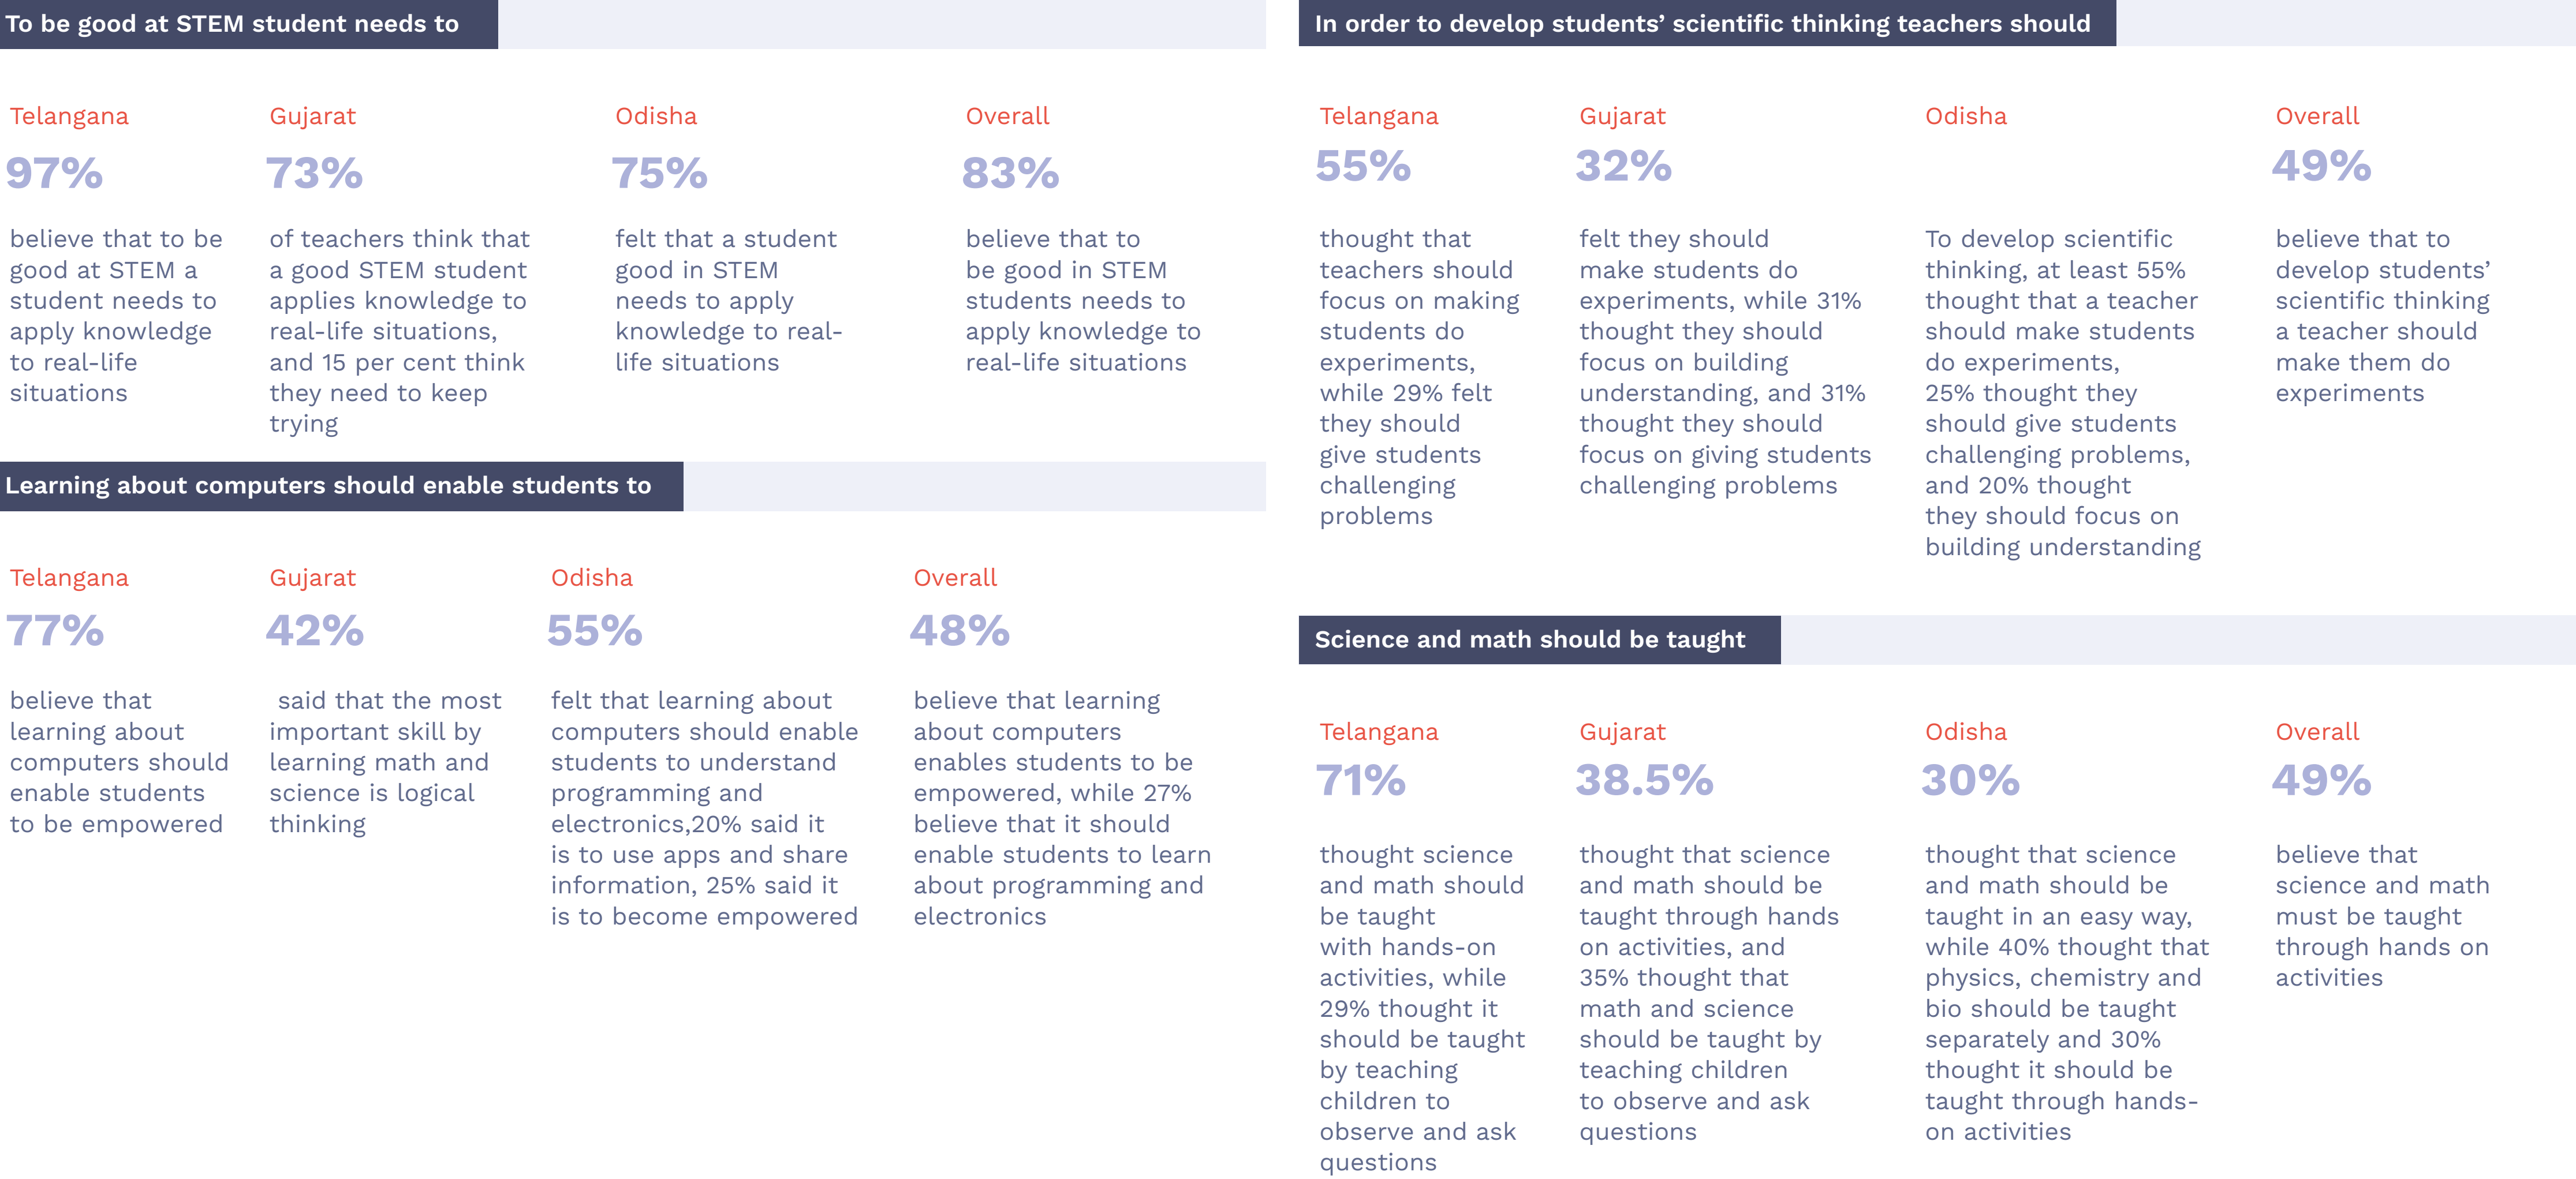 To be good at STEM student needs to
Telangana
97%
believe that to be
good at STEM a
student needs to
apply knowledge
to real-life
situations
Gujarat
73%
of teachers think that
a good STEM student
applies knowledge to
real-life situations,
and 15 per cent think
they need to keep
trying
Odisha
75%
felt that a student
good in STEM
needs to apply
knowledge to real-
life situations
Overall
83%
believe that to
be good in STEM
students needs to
apply knowledge to
real-life situations
Learning about computers should enable students to
Telangana
77%
believe that
learning about
computers should
enable students
to be empowered
Gujarat
42%
said that the most
important skill by
learning math and
science is logical
thinking
Odisha
55%
felt that learning about
computers should enable
students to understand
programming and
electronics,20% said it
is to use apps and share
information, 25% said it
is to become empowered
Overall
48%
believe that learning
about computers
enables students to be
empowered, while 27%
believe that it should
enable students to learn
about programming and
electronics
In order to develop students’ scientific thinking teachers should
Telangana
55%
thought that
teachers should
focus on making
students do
experiments,
while 29% felt
they should
give students
challenging
problems
Gujarat
32%
felt they should
make students do
experiments, while 31%
thought they should
focus on building
understanding, and 31%
thought they should
focus on giving students
challenging problems
Odisha
To develop scientific
thinking, at least 55%
thought that a teacher
should make students
do experiments,
25% thought they
should give students
challenging problems,
and 20% thought
they should focus on
building understanding
Overall
49%
believe that to
develop students’
scientific thinking
a teacher should
make them do
experiments
Science and math should be taught
Telangana
71%
thought science
and math should
be taught
with hands-on
activities, while
29% thought it
should be taught
by teaching
children to
observe and ask
questions
Gujarat
38.5%
thought that science
and math should be
taught through hands
on activities, and
35% thought that
math and science
should be taught by
teaching children
to observe and ask
questions
Odisha
30%
thought that science
and math should be
taught in an easy way,
while 40% thought that
physics, chemistry and
bio should be taught
separately and 30%
thought it should be
taught through hands-
on activities
Overall
49%
believe that
science and math
must be taught
through hands on
activities